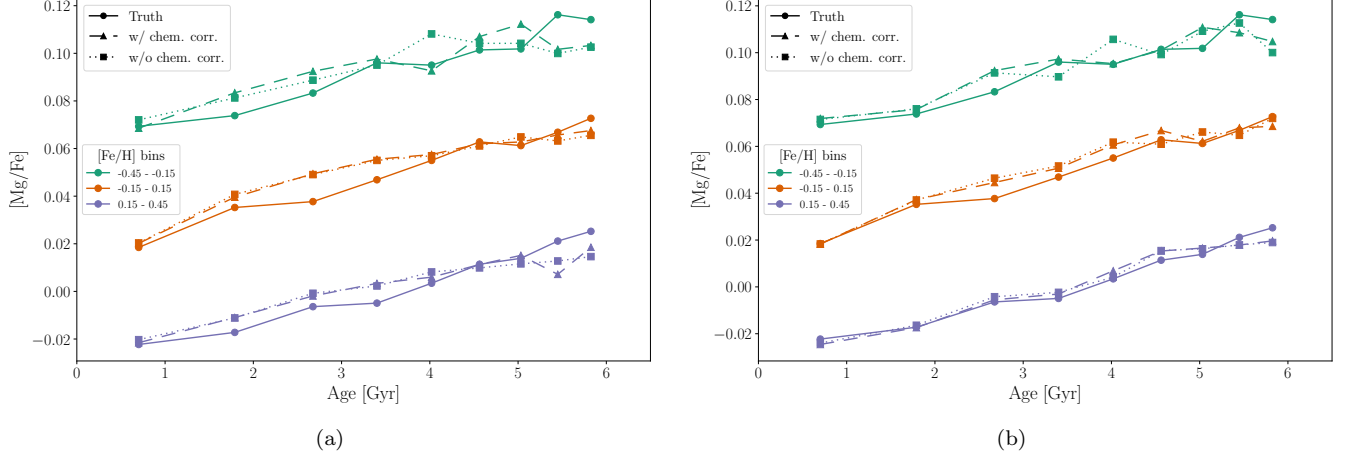 0.12
0.10
0.08
0.06
0.04
0.02
0.00
−0.02
[Mg/Fe]
Truth
w/ chem. corr.
w/o chem. corr.
[Fe/H] bins
-0.45 - -0.15
-0.15 - 0.15
0.15 - 0.45
0 1 2 3 4 5 6
Age [Gyr]
(a)
0.12
0.10
0.08
0.06
0.04
0.02
0.00
−0.02
[Mg/Fe]
Truth
w/ chem. corr.
w/o chem. corr.
[Fe/H] bins
-0.45 - -0.15
-0.15 - 0.15
0.15 - 0.45
0 1 2 3 4 5 6
Age [Gyr]
(b)